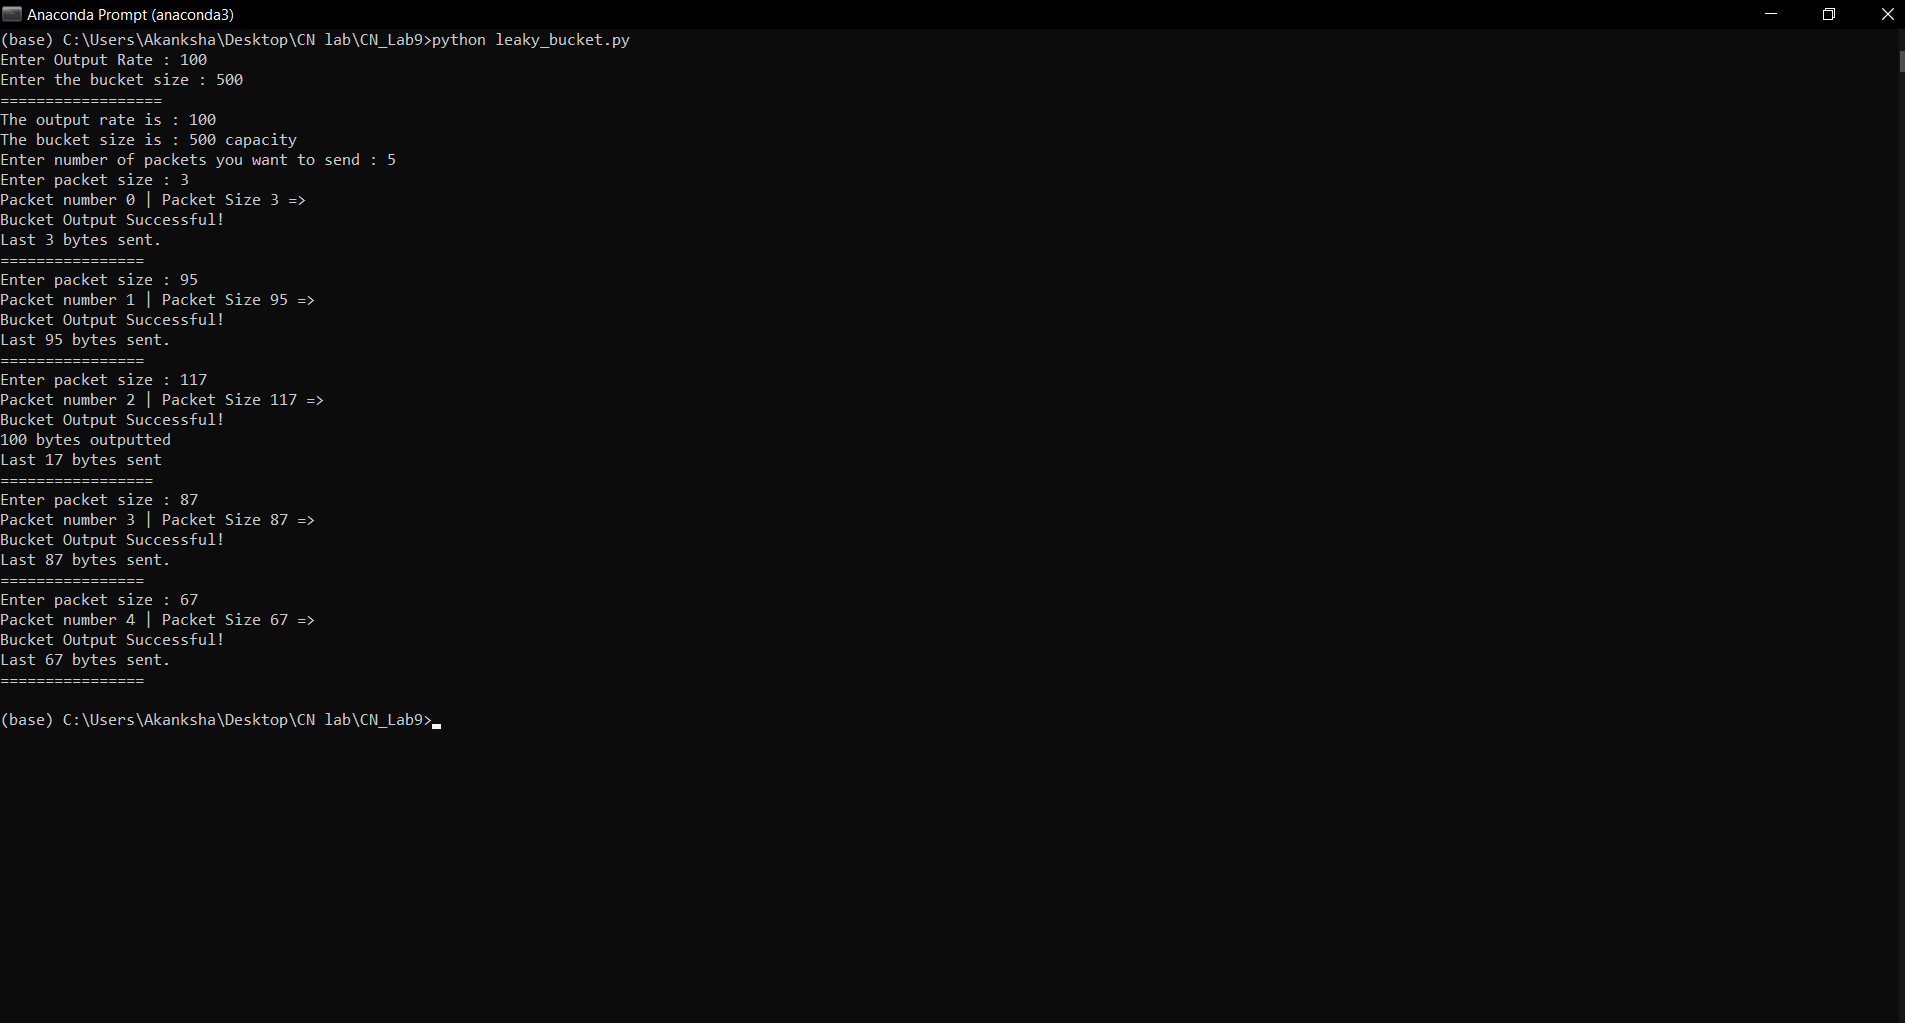 Anaconda Prompt (anaconda3)
(base) C:\Users\Akanksha\Desktop\CN lab\CN_Lab9>python leaky_bucket.py
Enter Output Rate : 100
Enter the bucket size : 500
==================
The output rate is : 100
The bucket size is : 500 capacity
Enter number of packets you want to send : 5
Enter packet size : 3
Packet number 0 | Packet Size 3 =>
Bucket Output Successful!
Last 3 bytes sent.
================
Enter packet size : 95
Packet number 1 | Packet Size 95 =>
Bucket Output Successful!
Last 95 bytes sent.
================
Enter packet size : 117
Packet number 2 | Packet Size 117 =>
Bucket Output Successful!
100 bytes outputted
Last 17 bytes sent
=================
Enter packet size : 87
Packet number 3 | Packet Size 87 =>
Bucket Output Successful!
Last 87 bytes sent.
================
Enter packet size : 67
Packet number 4 | Packet Size 67 =>
Bucket Output Successful!
Last 67 bytes sent.
================
(base) C:\Users\Akanksha\Desktop\CN lab\CN_Lab9>